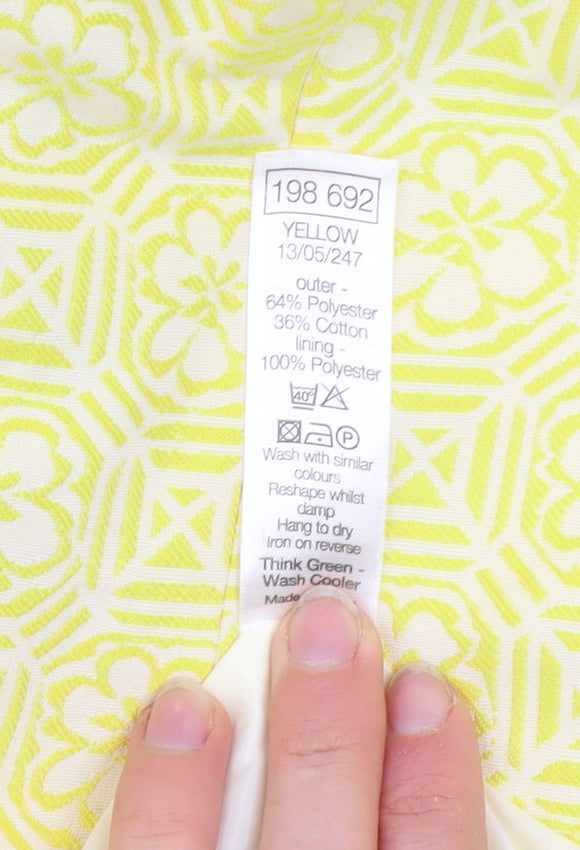 198 692
YELLOW
13/05/247
outer -
64% Polyester
36% Cotton
lining -
100% Polyester
40°
P
Wash with similar
colours
Reshape whilst
damp
Hang to dry
Iron on reverse
Think Green -
Wash Cooler
Made